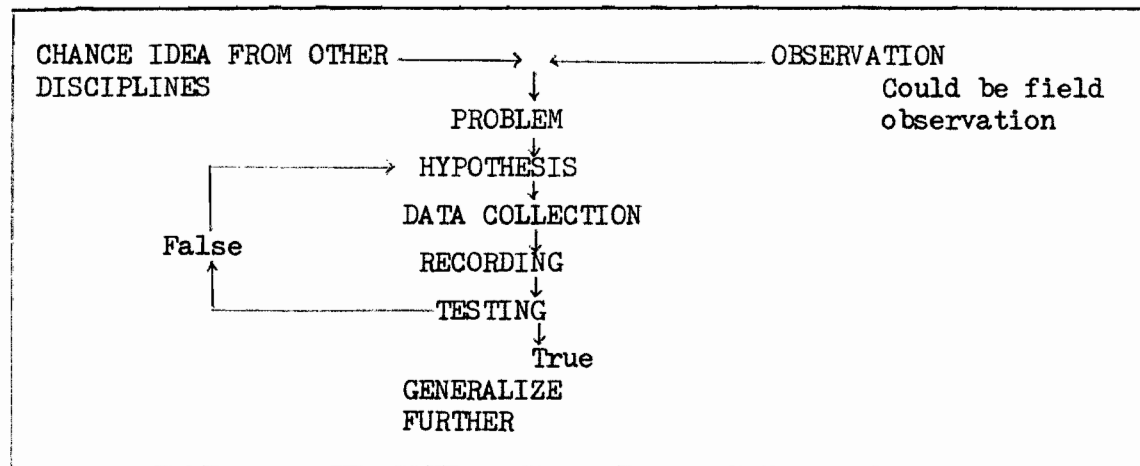 CHANCE IDEA FROM OTHER
DISCIPLINES
OBSERVATION
Could be field
observation
PROBLEM
HYPOTHESIS
DATA COLLECTION
False
RECORDING
TESTING
True
GENERALIZE
FURTHER